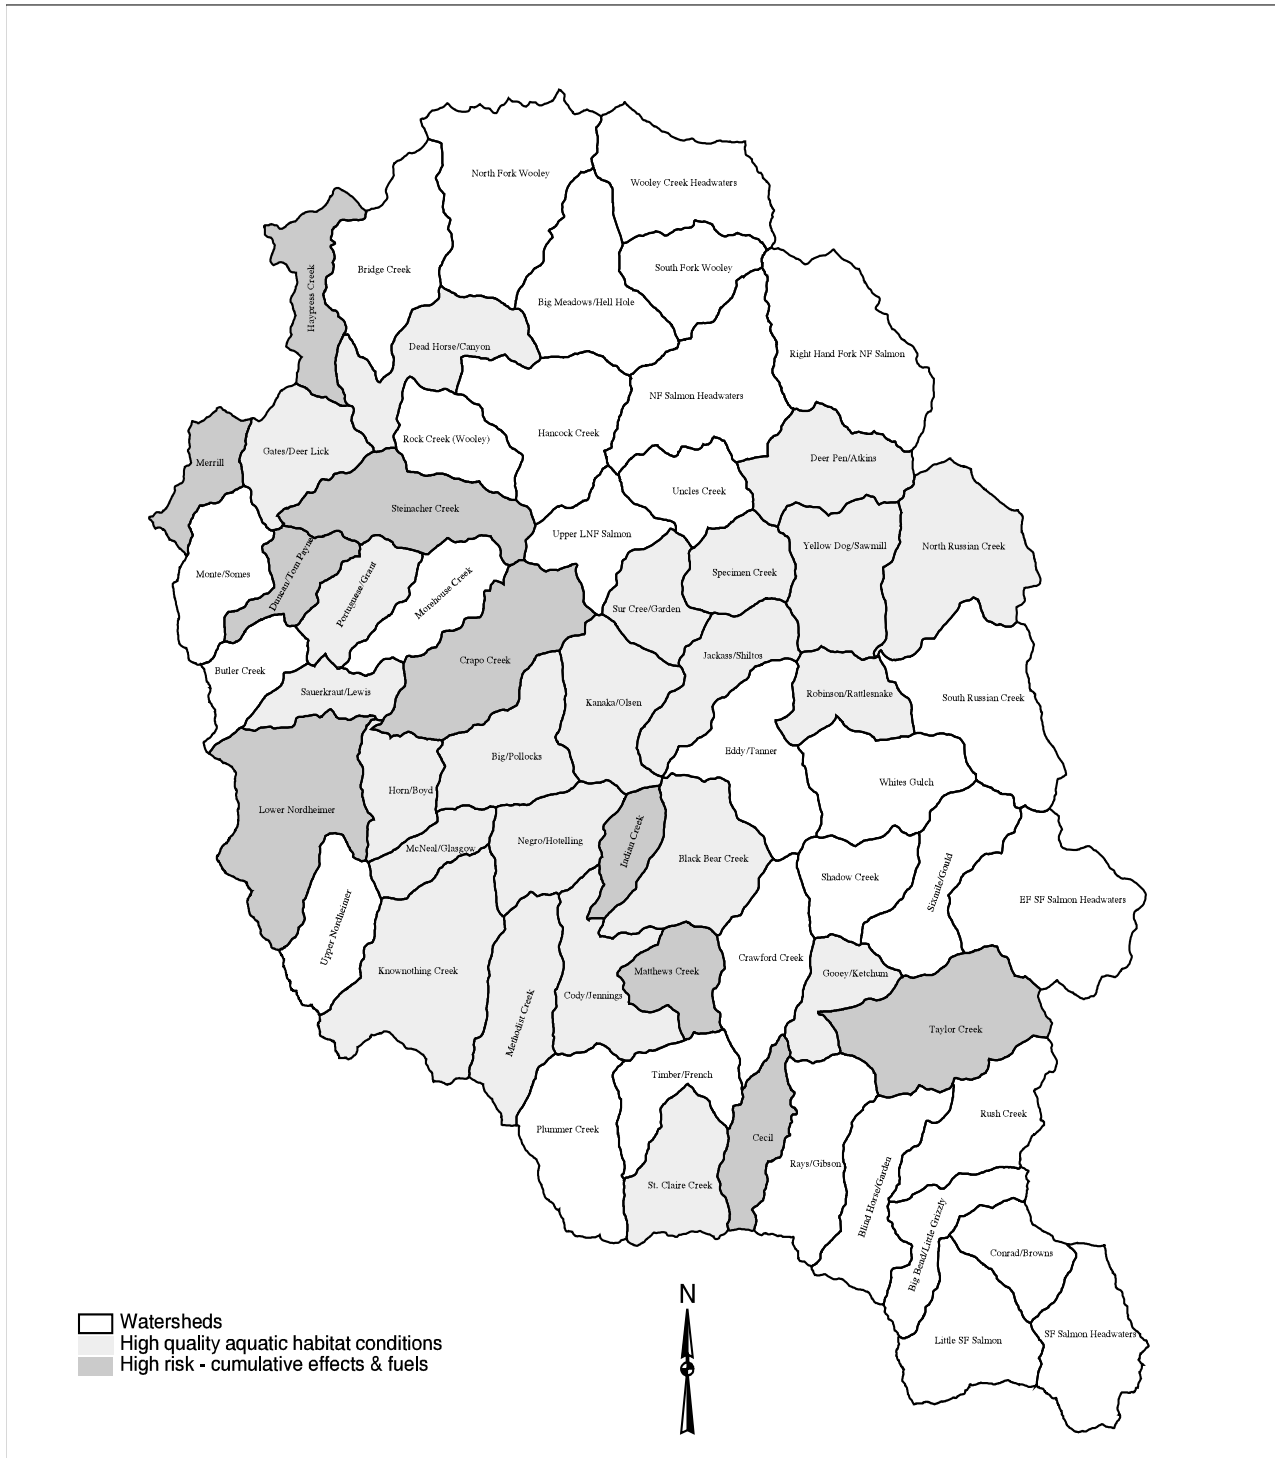 North Fork Wooley
Wooley Creek Headwaters
Bridge Creek
South Fork Wooley
Haypress Creek
Big Meadows/Hell Hole
Dead Horse/Canyon
Right Hand Fork NF Salmon
NF Salmon Headwaters
Rock Creek (Wooley)
Hancock Creek
Gates/Deer Lick
Merrill
Deer Pen/Atkins
Uncles Creek
Steinacher Creek
Upper LNF Salmon
Yellow Dog/Sawmill
North Russian Creek
Monte/Somes
Duncan/Tom Payne
Portuguese/Grant
Morehouse Creek
Specimen Creek
Sur Cree/Garden
Butler Creek
Crapo Creek
Jackass/Shiltos
Sauerkraut/Lewis
Kanaka/Olsen
Robinson/Rattlesnake
South Russian Creek
Big/Pollocks
Eddy/Tanner
Horn/Boyd
Whites Gulch
Lower Nordheimer
McNeal/Glasgow
Negro/Hotelling
Indian Creek
Black Bear Creek
Shadow Creek
Sixmile/Gould
EF SF Salmon Headwaters
Upper Nordheimer
Knownothing Creek
Methodist Creek
Cody/Jennings
Matthews Creek
Crawford Creek
Gooey/Ketchum
Taylor Creek
Timber/French
Plummer Creek
Cecil
Rush Creek
Rays/Gibson
St. Claire Creek
Blind Horse/Garden
Big Bend/Little Grizzly
Conrad/Browns
Little SF Salmon
SF Salmon Headwaters
N
Watersheds
High quality aquatic habitat conditions
High risk - cumulative effects & fuels